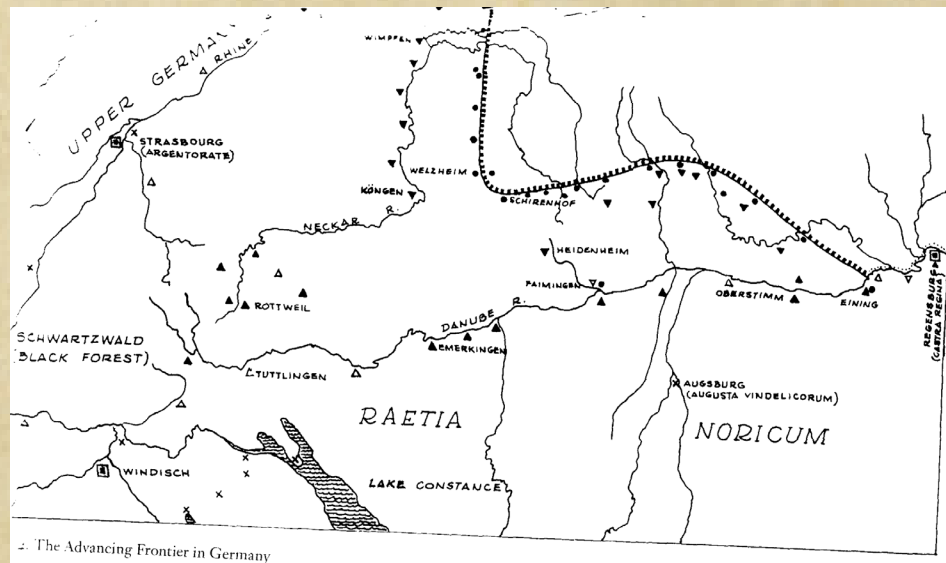 UPPER GERMAN
RHINE
STRASBOURG
(ARGENTORATE)
WIMPFEN
WELZHEIM
KÖNGEN
NECKAR R.
SCHIRENHOF
HEIDENHEIM
FAIMINGEN
ROTTWEIL
DANUBE R.
EMERKINGEN
OBERSTIMM
EINING
REGENSBURG
(CASTRA REGINA)
SCHWARTZWALD
(BLACK FOREST)
TUTTLINGEN
AUGSBURG
(AUGUSTA VINDELICORUM)
RAETIA
NORICUM
WINDISCH
LAKE CONSTANCE
The Advancing Frontier in Germany